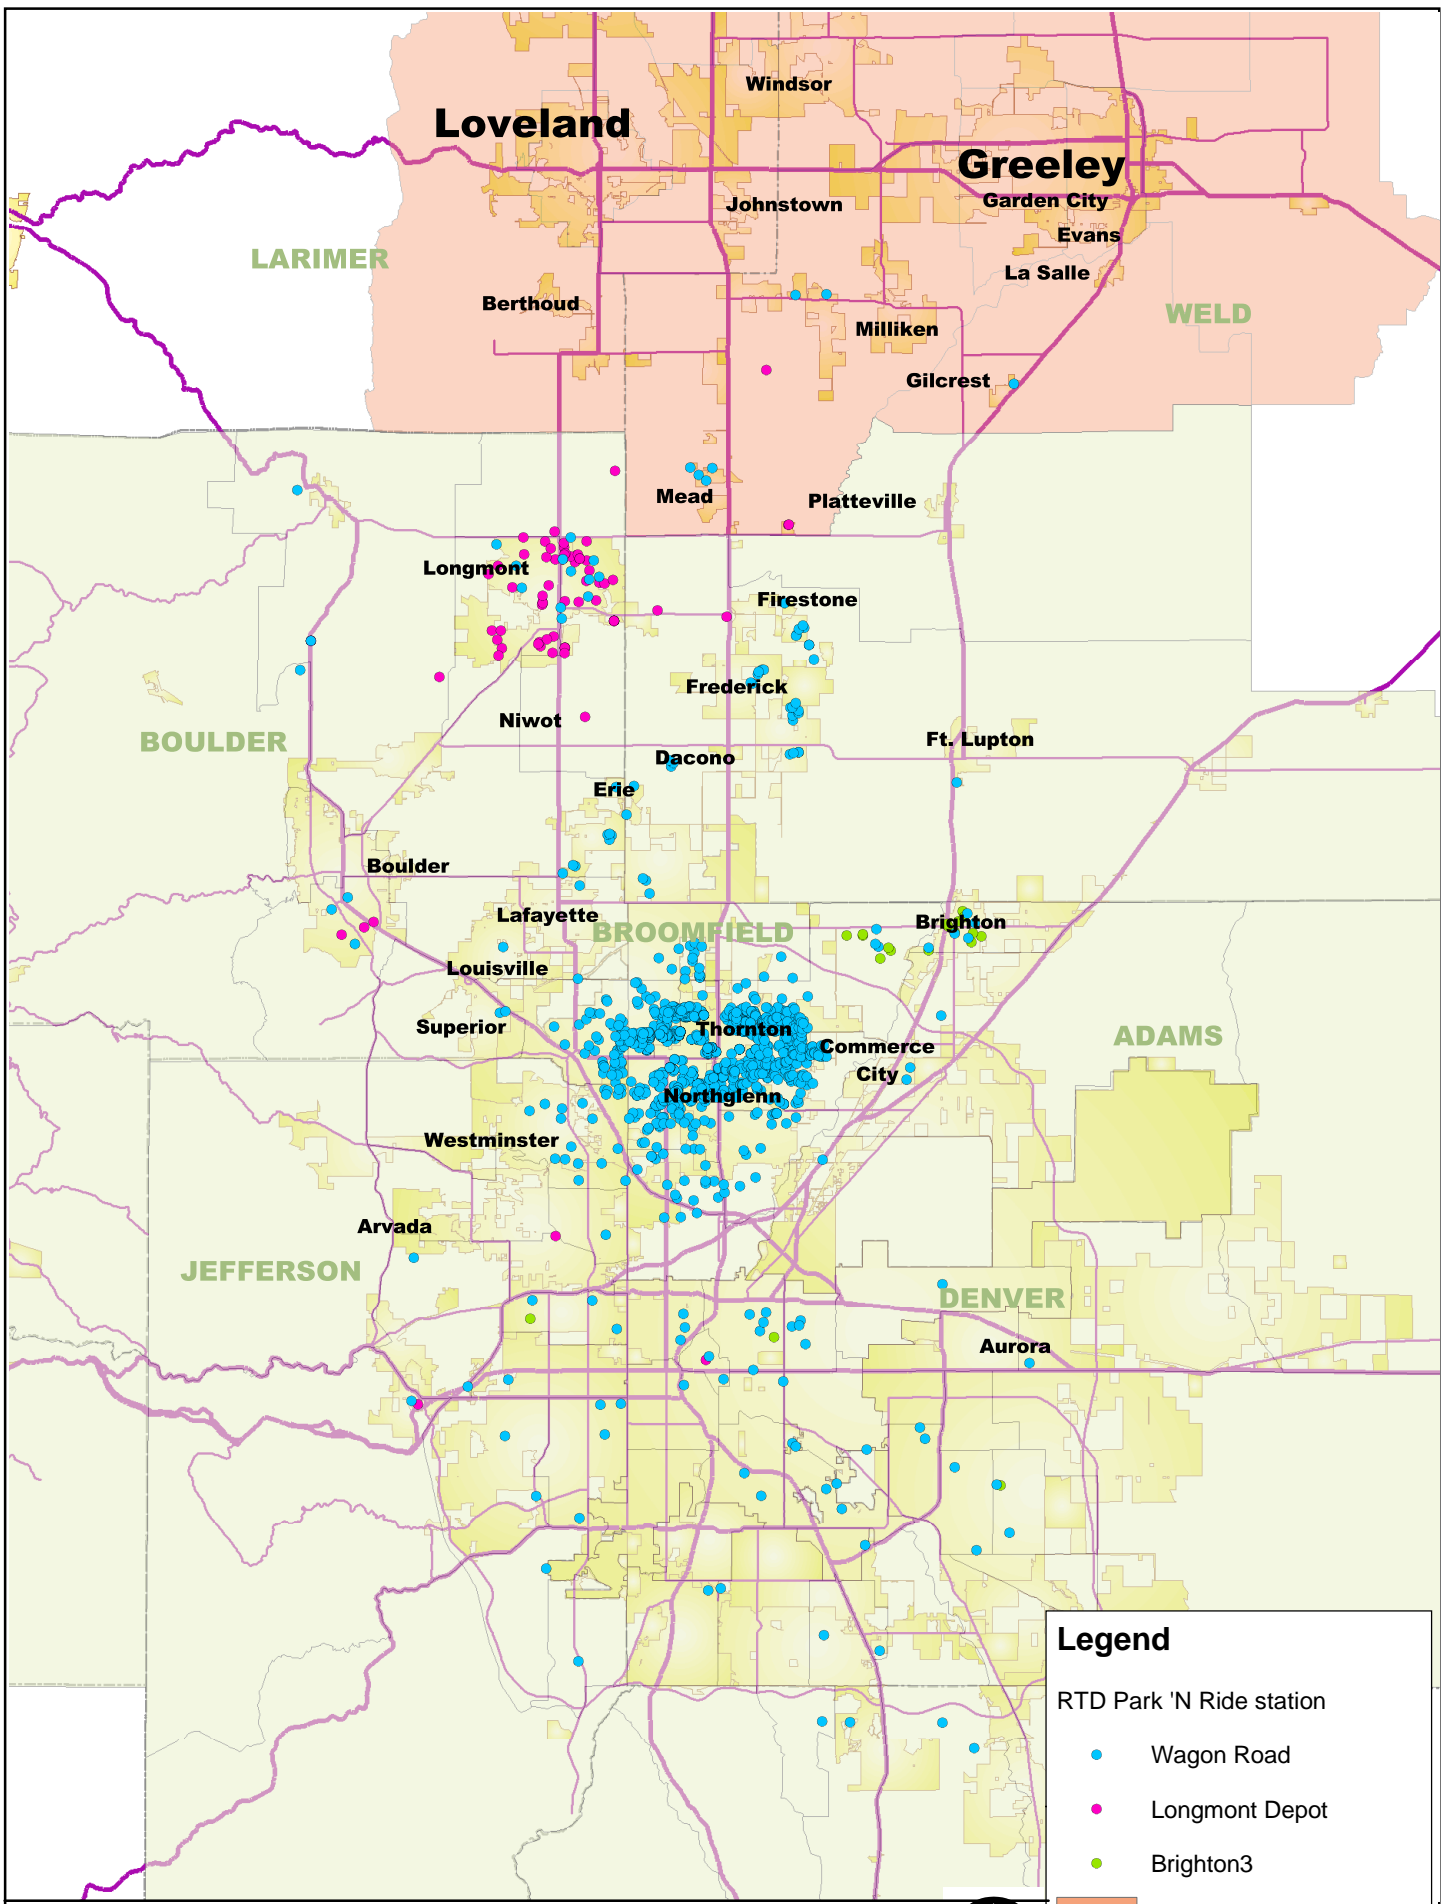 Windsor
Loveland
Greeley
Garden City
Johnstown
Evans
LARIMER
La Salle
Berthoud
WELD
Milliken
Gilcrest
Mead
Platteville
Longmont
Firestone
Frederick
Niwot
BOULDER
Ft. Lupton
Dacono
Erie
Boulder
Lafayette
BROOMFIELD
Brighton
Louisville
Superior
Thornton
ADAMS
Commerce
City
Northglenn
Westminster
Arvada
JEFFERSON
DENVER
Aurora
Legend
RTD Park 'N Ride station
Wagon Road
Longmont Depot
Brighton3